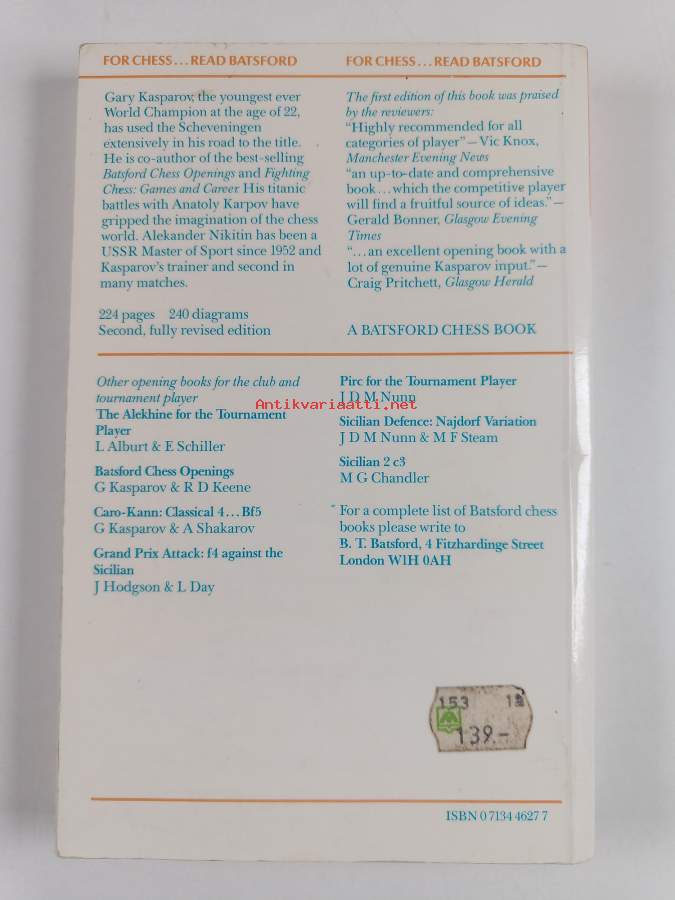 FOR CHESS... READ BATSFORD
Gary Kasparov, the youngest ever
World Champion at the age of 22,
has used the Scheveningen
extensively in his road to the title.
He is co-author of the best-selling
Batsford Chess Openings and Fighting
Chess: Games and Career His titanic
battles with Anatoly Karpov have
gripped the imagination of the chess
world. Alekander Nikitin has been a
USSR Master of Sport since 1952 and
Kasparov's trainer and second in
many matches.
224 pages 240 diagrams
Second, fully revised edition
FOR CHESS... READ BATSFORD
The first edition of this book was praised
by the reviewers:
"Highly recommended for all
categories of player"—Vic Knox,
Manchester Evening News
"an up-to-date and comprehensive
book...which the competitive player
will find a fruitful source of ideas."—
Gerald Bonner, Glasgow Evening
Times
"...an excellent opening book with a
lot of genuine Kasparov input."—
Craig Pritchett, Glasgow Herald
A BATSFORD CHESS BOOK
Other opening books for the club and
tournament player
The Alekhine for the Tournament
Player
L Alburt & E Schiller
Batsford Chess Openings
G Kasparov & R D Keene
Caro-Kann: Classical 4...Bf5
G Kasparov & A Shakarov
Grand Prix Attack: f4 against the
Sicilian
J Hodgson & L Day
Pirc for the Tournament Player
J D M Nunn
Sicilian Defence: Najdorf Variation
J D M Nunn & M F Steam
Sicilian 2 c3
M G Chandler
For a complete list of Batsford chess
books please write to
B. T. Batsford, 4 Fitzhardinge Street
London W1H 0AH
Antikvariaatti.net
153
139.-
ISBN 0 7134 4627 7